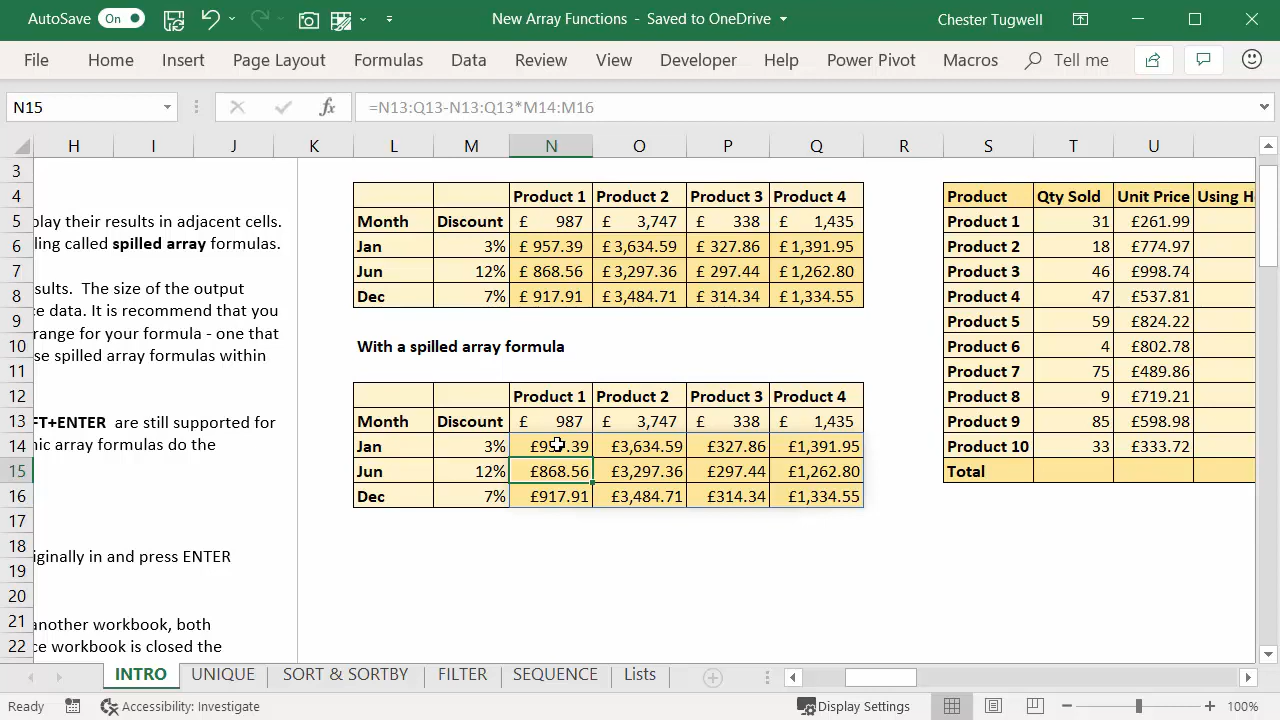 AutoSave On New Array Functions - Saved to OneDrive Chester Tugwell
File Home Insert Page Layout Formulas Data Review View Developer Help Power Pivot Macros Tell me
N15 fx =N13:Q13-N13:Q13*M14:M16
H I J K L M N O P Q R S T U
3
4 Product 1 Product 2 Product 3 Product 4 Product Qty Sold Unit Price Using H
5 play their results in adjacent cells. Month Discount £ 987 £ 3,747 £ 338 £ 1,435 Product 1 31 £261.99
6 ling called spilled array formulas. Jan 3% £ 957.39 £ 3,634.59 £ 327.86 £ 1,391.95 Product 2 18 £774.97
7 Jun 12% £ 868.56 £ 3,297.36 £ 297.44 £ 1,262.80 Product 3 46 £998.74
8 sults. The size of the output Dec 7% £ 917.91 £ 3,484.71 £ 314.34 £ 1,334.55 Product 4 47 £537.81
9 ce data. It is recommend that you Product 5 59 £824.22
10 range for your formula - one that With a spilled array formula Product 6 4 £802.78
11 se spilled array formulas within Product 7 75 £489.86
12 Product 1 Product 2 Product 3 Product 4 Product 8 9 £719.21
13 FT+ENTER are still supported for Month Discount £ 987 £ 3,747 £ 338 £ 1,435 Product 9 85 £598.98
14 nic array formulas do the Jan 3% £957.39 £3,634.59 £327.86 £1,391.95 Product 10 33 £333.72
15 Jun 12% £868.56 £3,297.36 £297.44 £1,262.80 Total
16 Dec 7% £917.91 £3,484.71 £314.34 £1,334.55
17
18 iginally in and press ENTER
19
20
21 another workbook, both
22 ce workbook is closed the
INTRO UNIQUE SORT & SORTBY FILTER SEQUENCE Lists
Ready Accessibility: Investigate Display Settings 100%